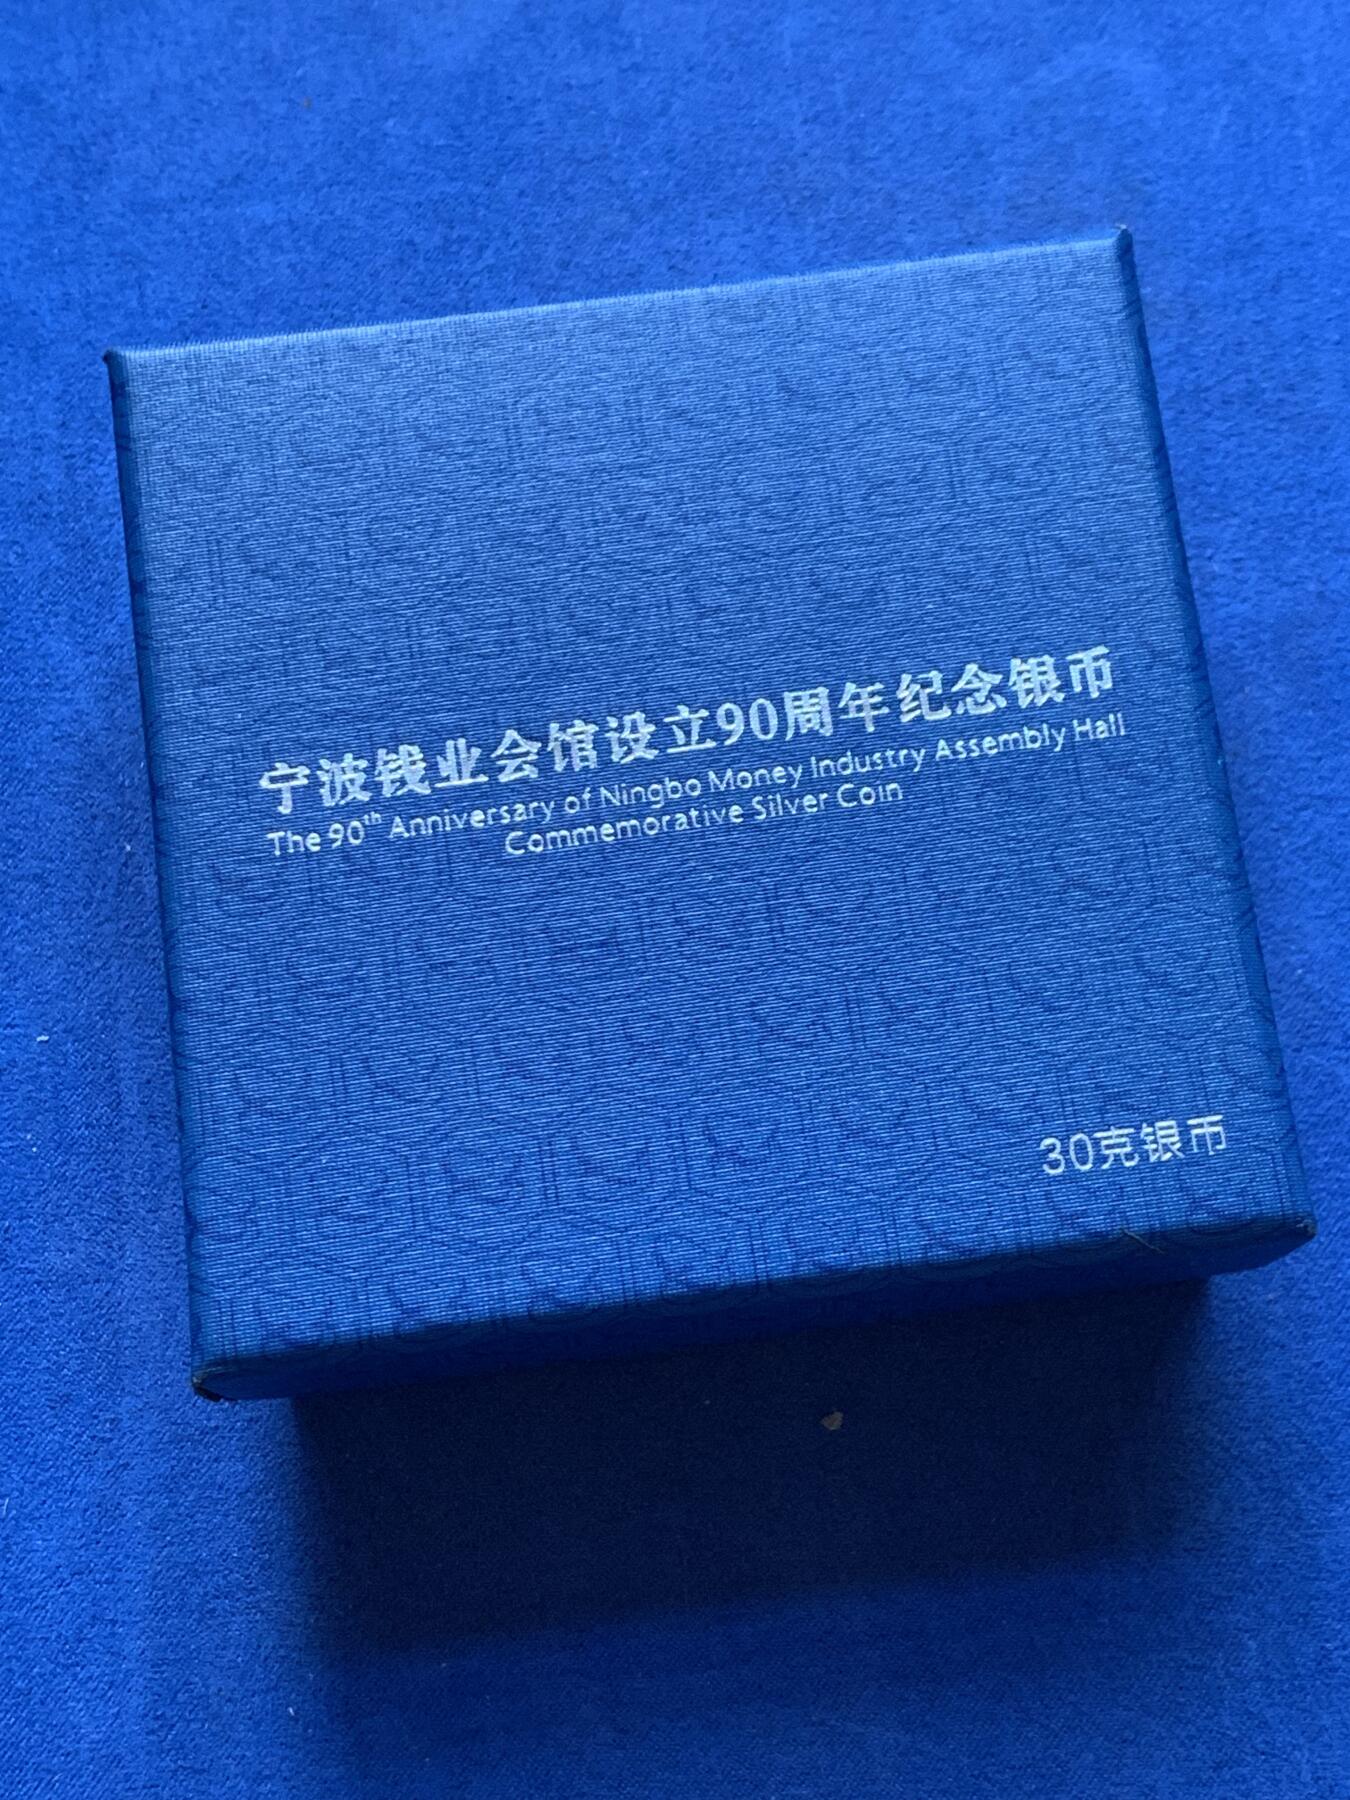 宁波钱业会馆设立90周年纪念银币
The 90th Anniversary of Ningbo Money Industry Assembly Hall
Commemorative Silver Coin
30克银币